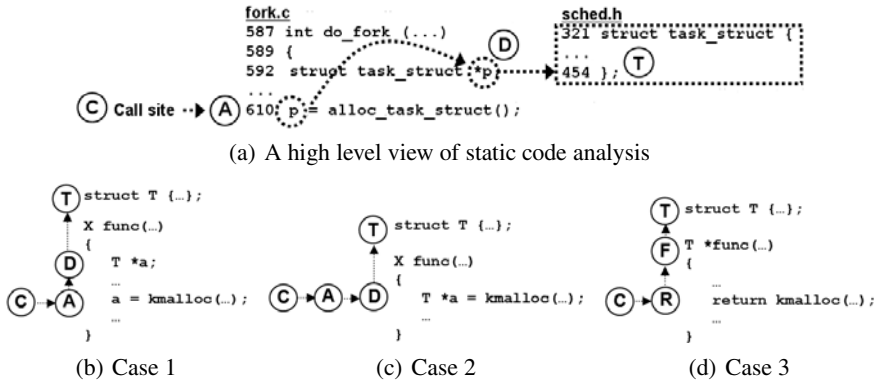 fork.c
587 int do_fork (...)
589 {
592 struct task_struct *p
...
C Call site A 610 p = alloc_task_struct();
D
sched.h
321 struct task_struct {
...
454 }; T
(a) A high level view of static code analysis
T struct T {…};
X func(…)
{
D T *a;
…
C A a = kmalloc(…);
…
}
(b) Case 1
T struct T {…};
X func(…)
{
C A D T *a = kmalloc(…);
…
}
(c) Case 2
T struct T {…};
F T *func(…)
{
…
C R return kmalloc(…);
…
}
(d) Case 3